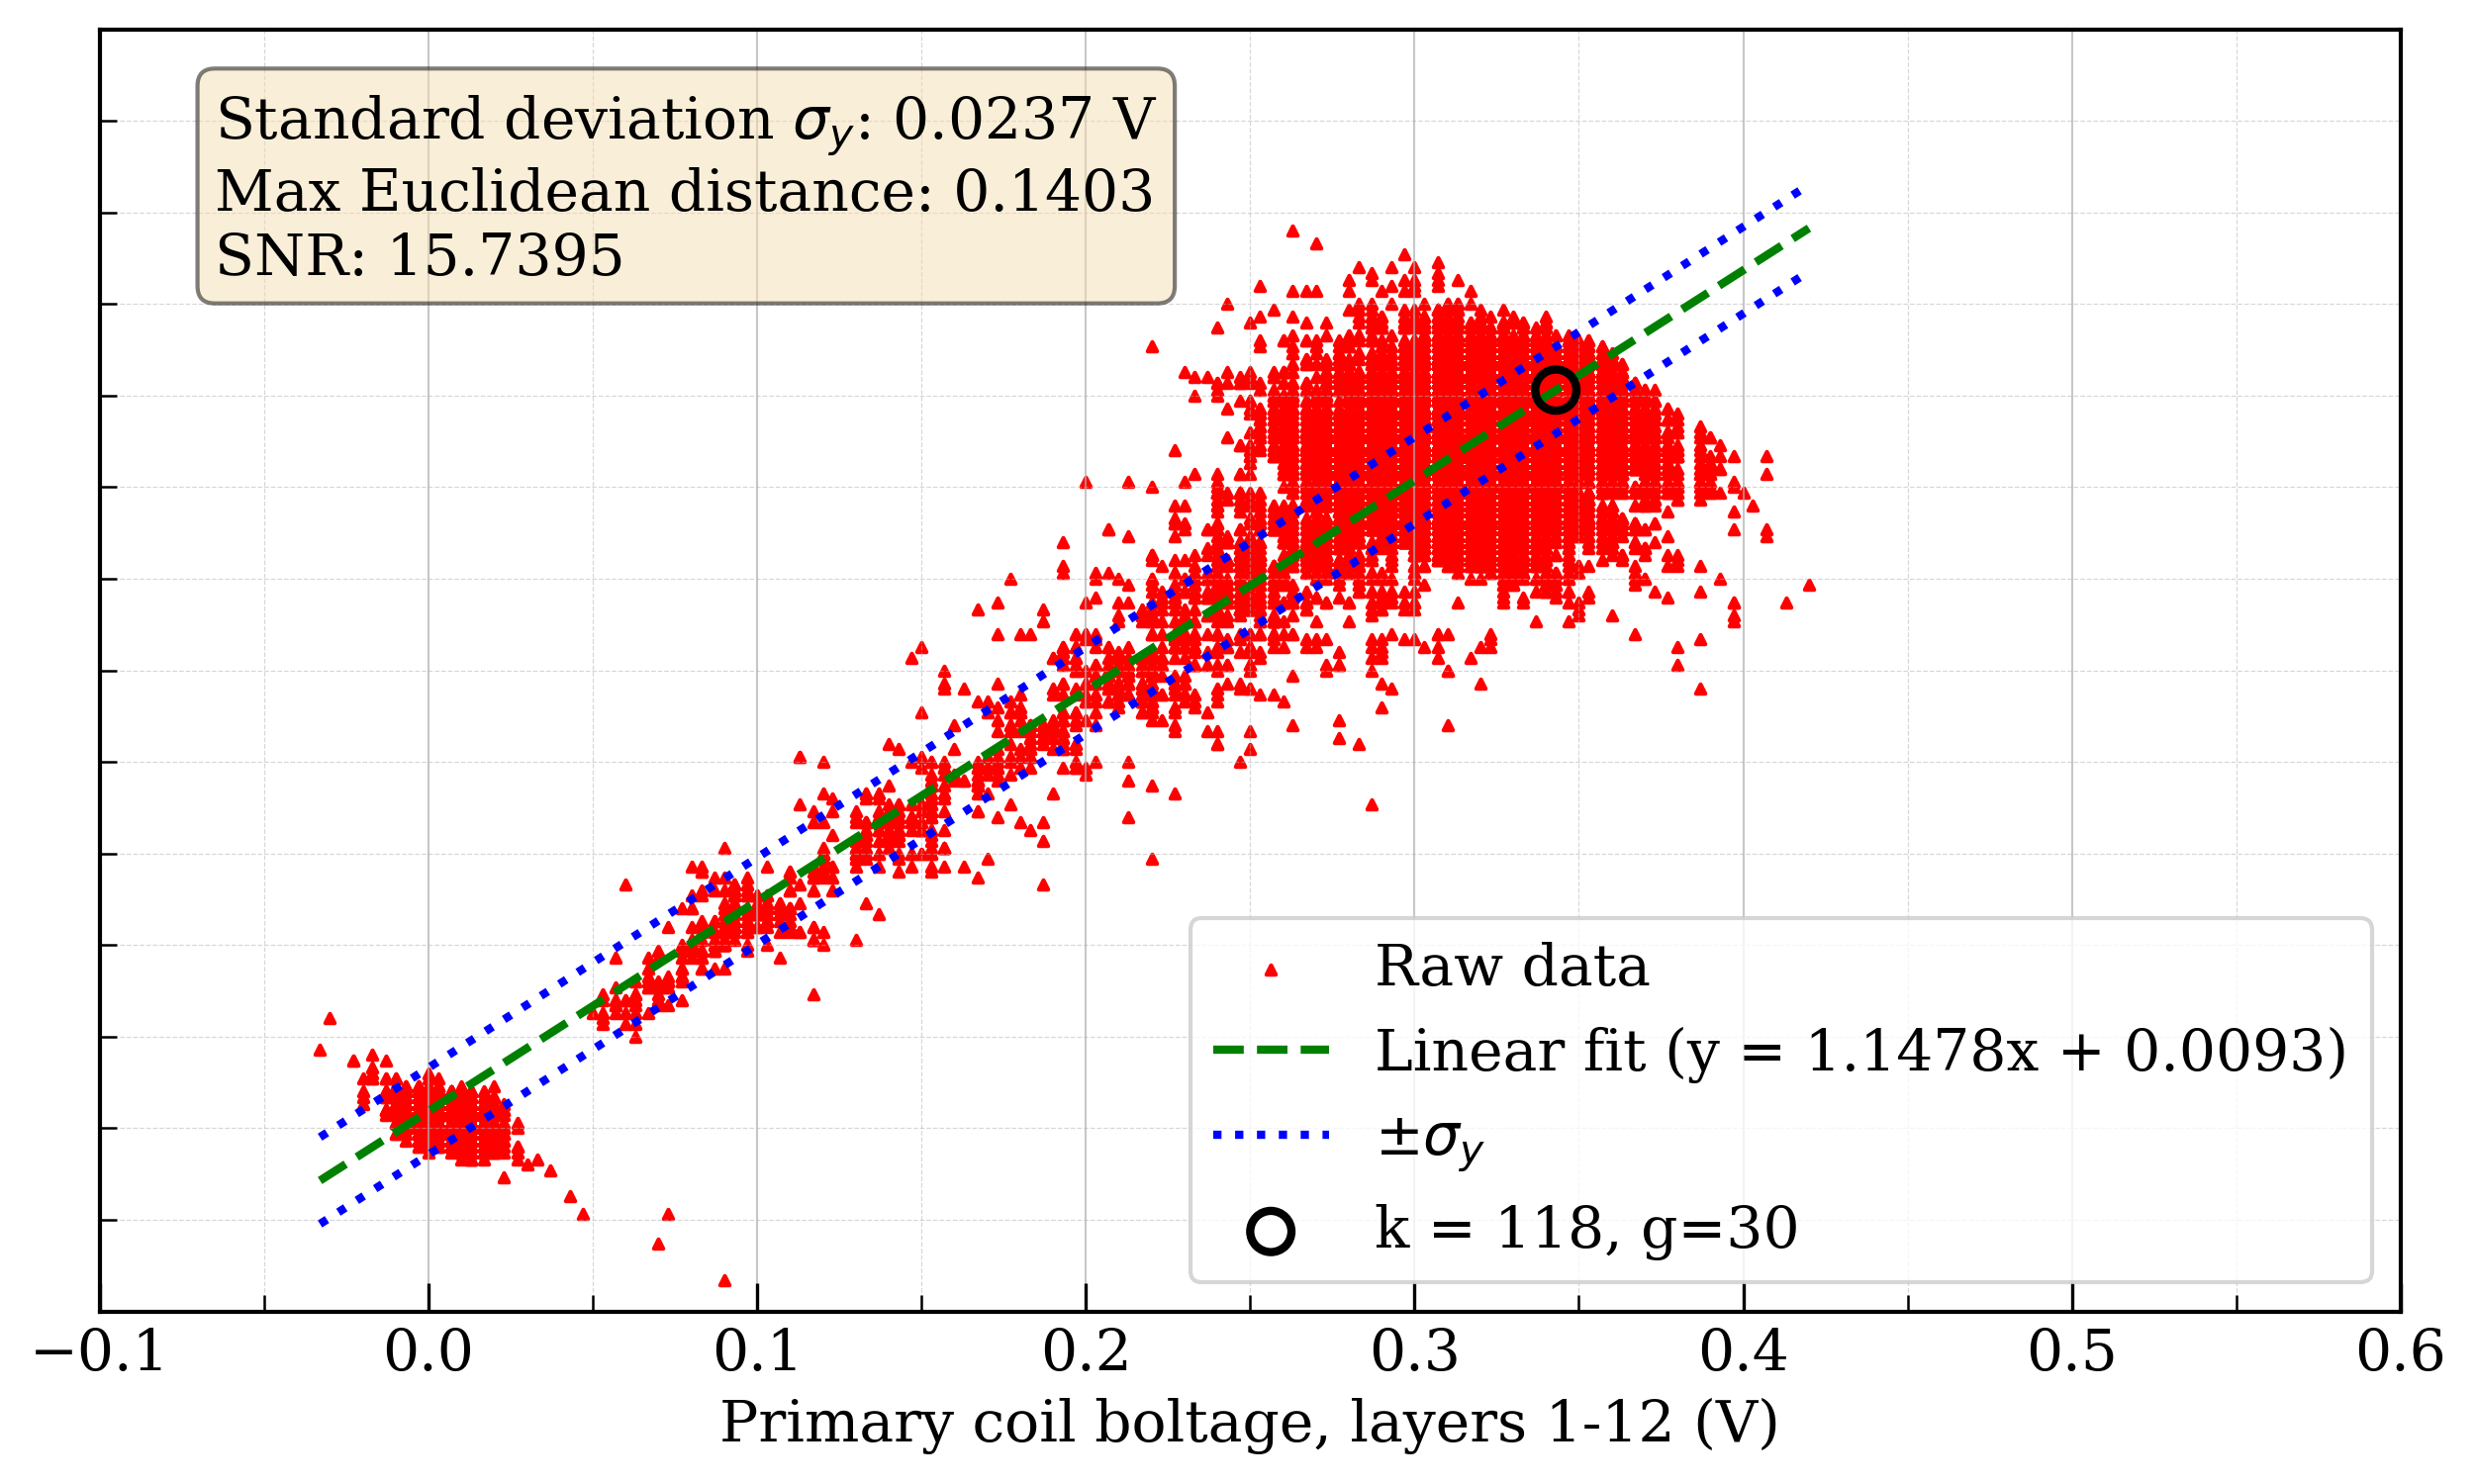 Standard deviation σy: 0.0237 V
Max Euclidean distance: 0.1403
SNR: 15.7395
Raw data
Linear fit (y = 1.1478x + 0.0093)
±σy
k = 118, g=30
−0.1 0.0 0.1 0.2 0.3 0.4 0.5 0.6
Primary coil boltage, layers 1-12 (V)